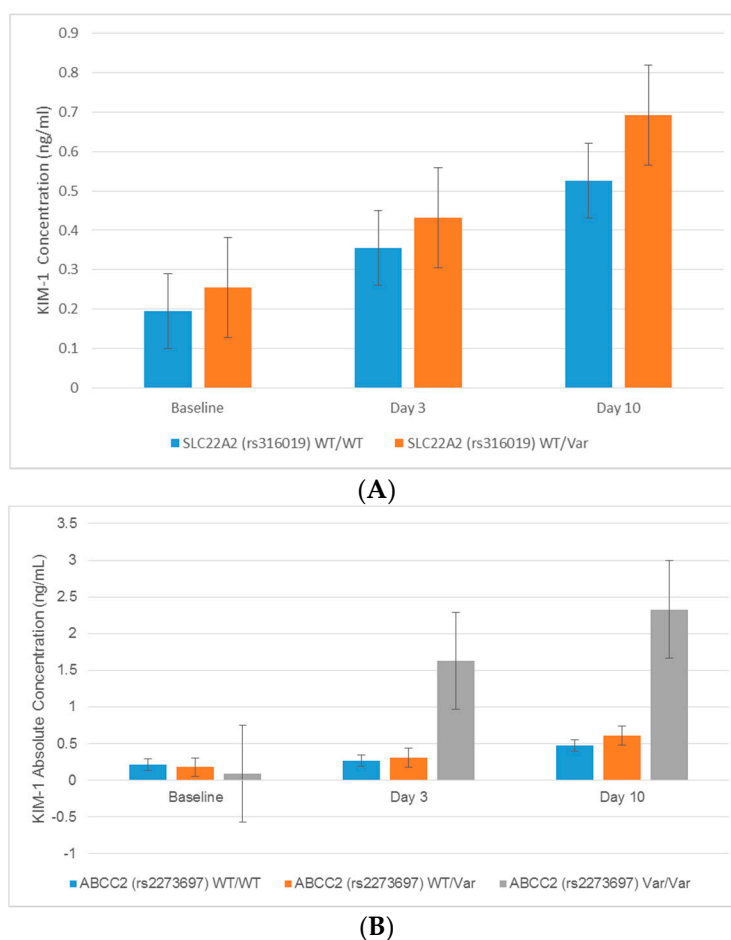 0.9
0.8
0.7
0.6
0.5
0.4
0.3
0.2
0.1
0
KIM-1 Concentration (ng/ml)
Baseline Day 3 Day 10
SLC22A2 (rs316019) WT/WT SLC22A2 (rs316019) WT/Var
(A)
3.5
3
2.5
2
1.5
1
0.5
0
-0.5
-1
KIM-1 Absolute Concentration (ng/mL)
Baseline Day 3 Day 10
ABCC2 (rs2273697) WT/WT ABCC2 (rs2273697) WT/Var ABCC2 (rs2273697) Var/Var
(B)